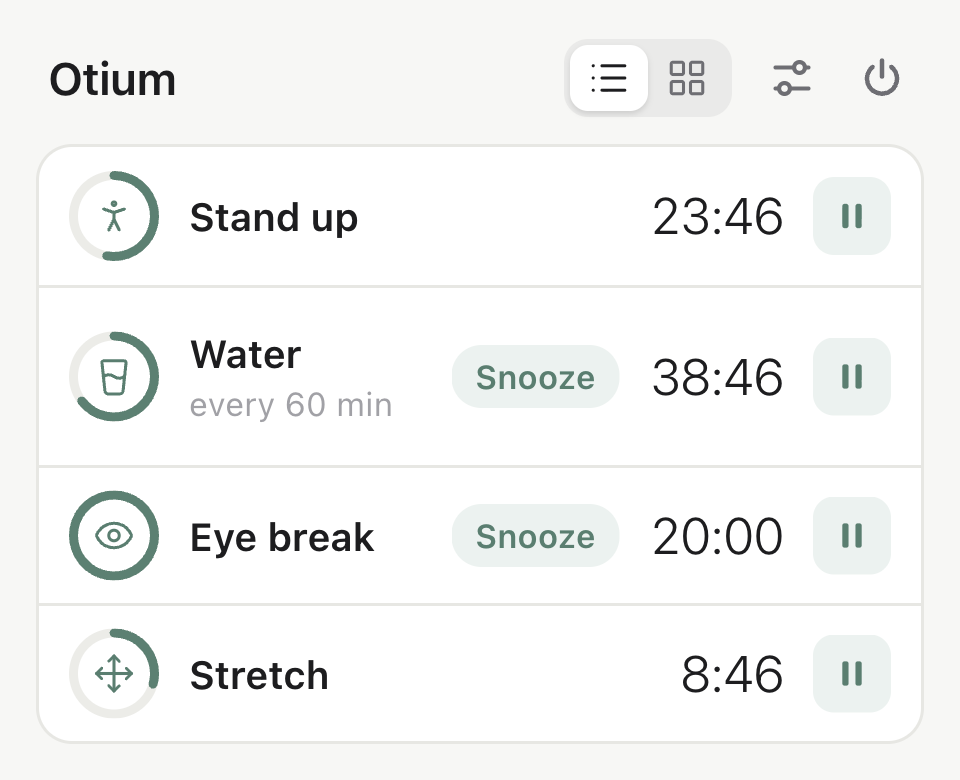 Otium
Stand up 23:46
Water
every 60 min
Snooze 38:46
Eye break Snooze 20:00
Stretch 8:46